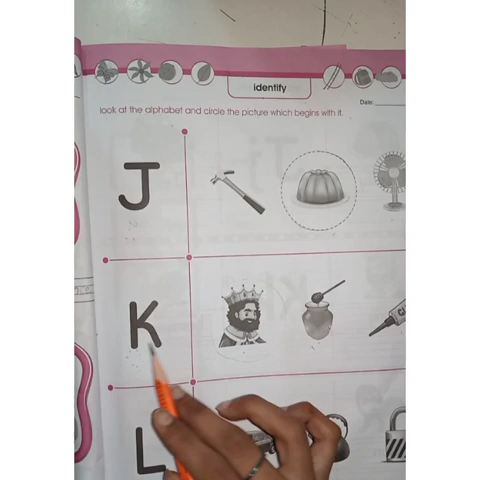 identify
Date:
look at the alphabet and circle the picture which begins with it.
J
K
L